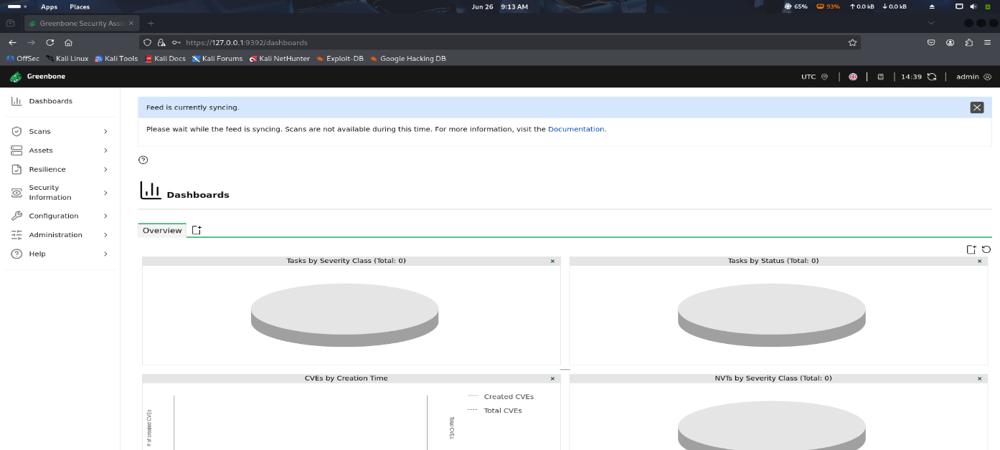 Apps Places Jun 26 9:13 AM 65% 93% 0.0 kB 0.0 kB
Greenbone Security Assis
https://127.0.0.1:9392/dashboards
OffSec Kali Linux Kali Tools Kali Docs Kali Forums Kali NetHunter Exploit-DB Google Hacking DB
Greenbone UTC 14:39 admin
Dashboards
Scans
Assets
Resilience
Security
Information
Configuration
Administration
Help
Feed is currently syncing.
Please wait while the feed is syncing. Scans are not available during this time. For more information, visit the Documentation.
Dashboards
Overview
Tasks by Severity Class (Total: 0)
Tasks by Status (Total: 0)
CVEs by Creation Time
# of created CVEs
Total CVEs
Created CVEs
Total CVEs
NVTs by Severity Class (Total: 0)